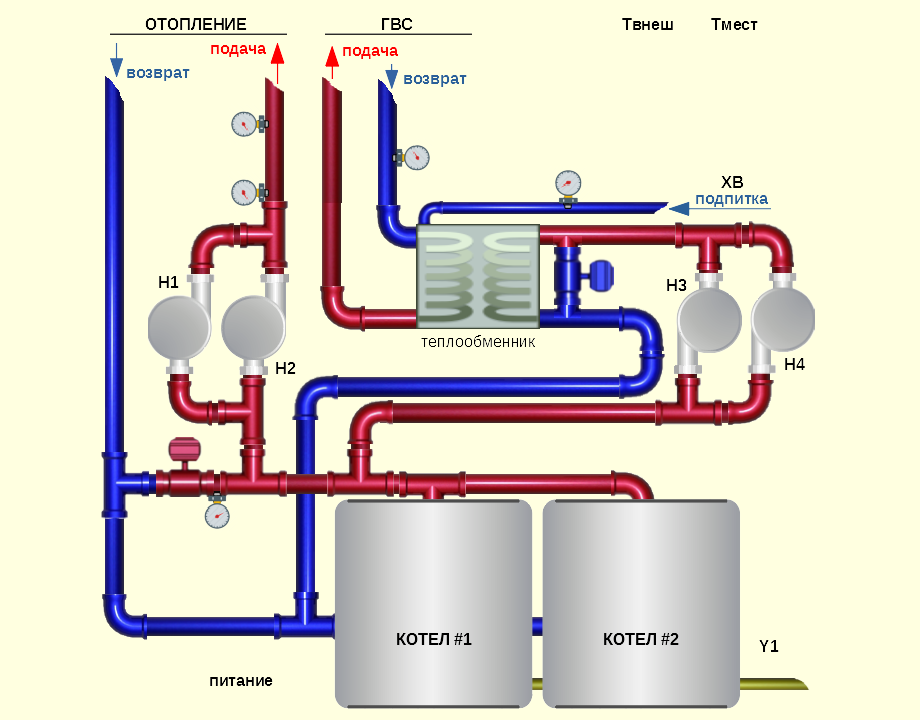 ОТОПЛЕНИЕ
ГВС
Твнеш
Тмест
подача
подача
возврат
возврат
ХВ
подпитка
Н1
Н3
теплообменник
Н2
Н4
КОТЕЛ #1
КОТЕЛ #2
Y1
питание